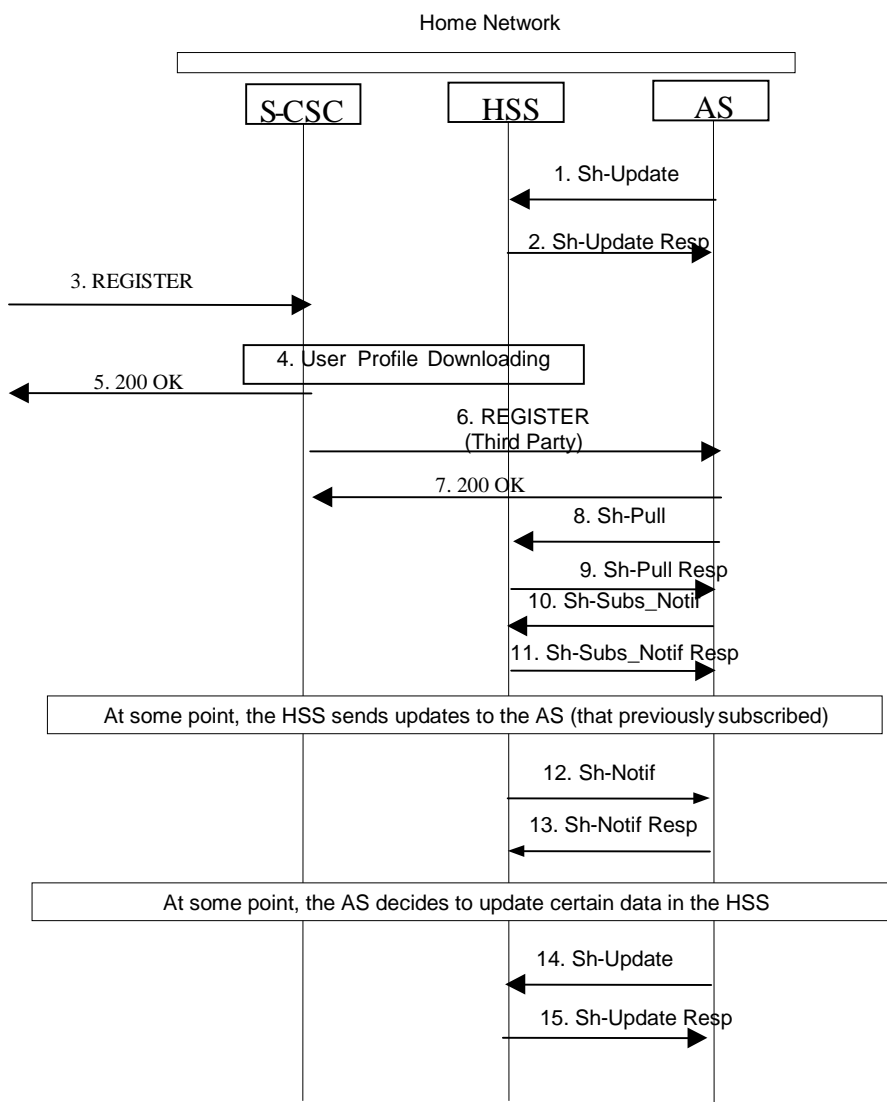 Home Network
S-CSC
HSS
AS
1. Sh-Update
2. Sh-Update Resp
3. REGISTER
4. User Profile Downloading
5. 200 OK
6. REGISTER
(Third Party)
7. 200 OK
8. Sh-Pull
9. Sh-Pull Resp
10. Sh-Subs_Notif
11. Sh-Subs_Notif Resp
At some point, the HSS sends updates to the AS (that previously subscribed)
12. Sh-Notif
13. Sh-Notif Resp
At some point, the AS decides to update certain data in the HSS
14. Sh-Update
15. Sh-Update Resp